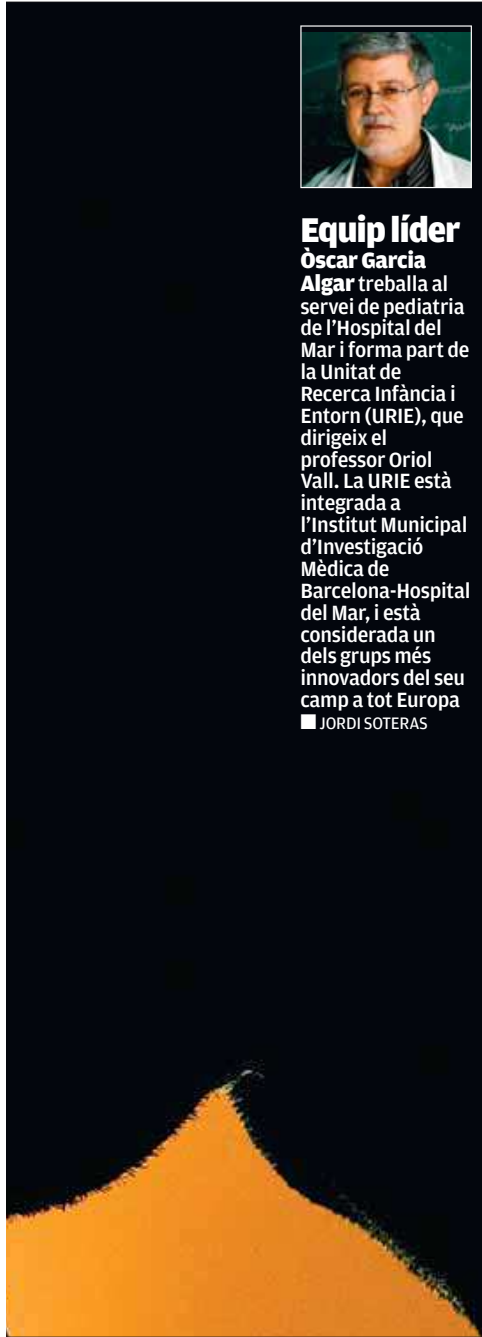 Equip líder
Òscar Garcia
Algar treballa al
servei de pediatria
de l'Hospital del
Mar i forma part de
la Unitat de
Recerca Infància i
Entorn (URIE), que
dirigeix el
professor Oriol
Vall. La URIE està
integrada a
l'Institut Municipal
d'Investigació
Mèdica de
Barcelona-Hospital
del Mar, i està
considerada un
dels grups més
innovadors del seu
camp a tot Europa
JORDI SOTERAS